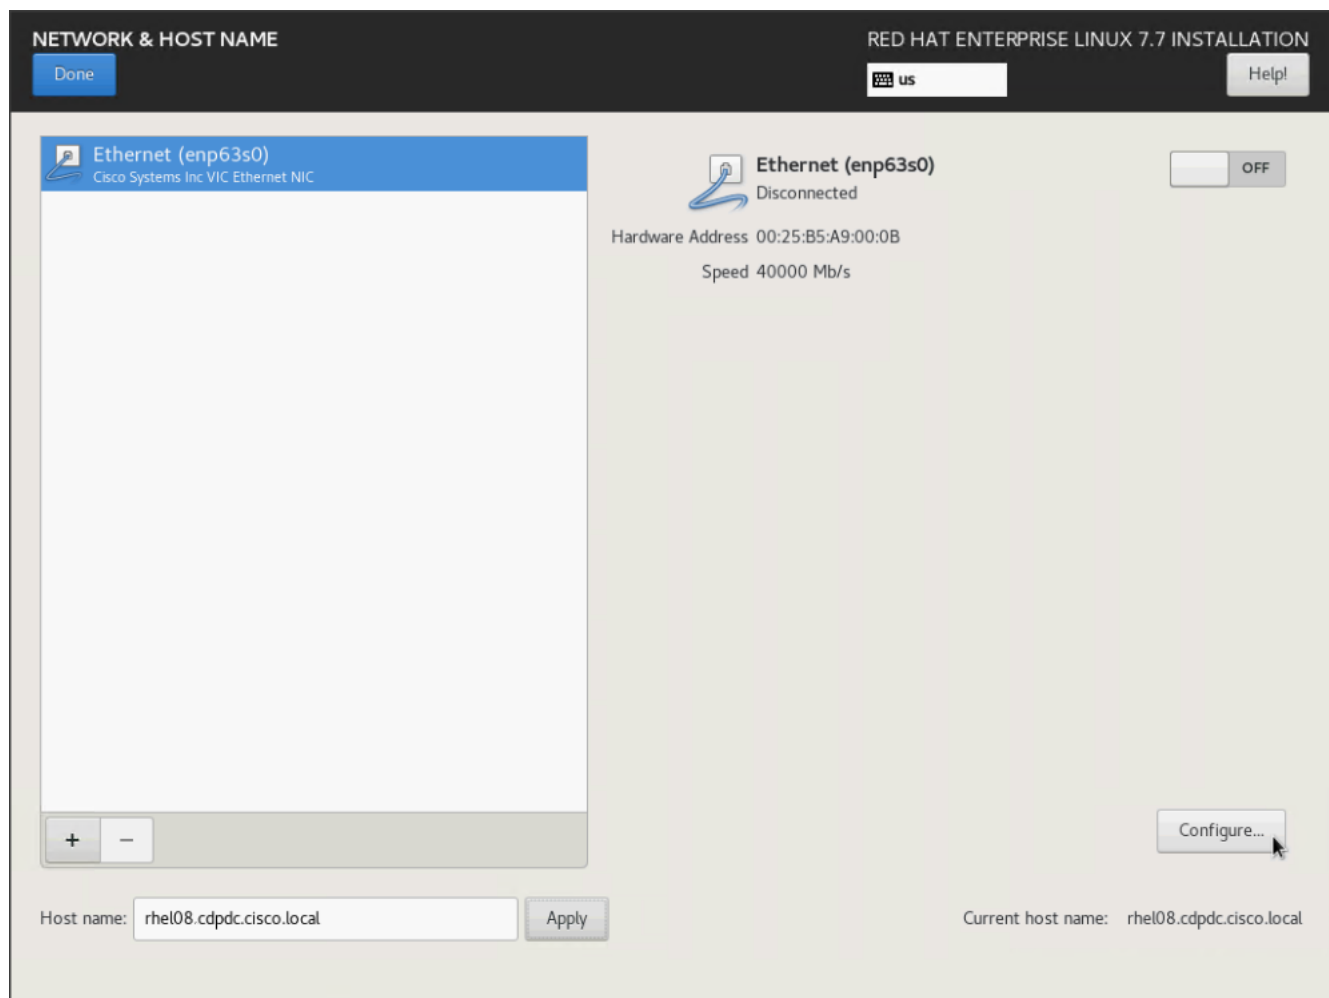 NETWORK & HOST NAME
Done
RED HAT ENTERPRISE LINUX 7.7 INSTALLATION
us
Help!
Ethernet (enp63s0)
Cisco Systems Inc VIC Ethernet NIC
Ethernet (enp63s0)
Disconnected
OFF
Hardware Address 00:25:B5:A9:00:0B
Speed 40000 Mb/s
+ −
Configure...
Host name: rhel08.cdpdc.cisco.local Apply
Current host name: rhel08.cdpdc.cisco.local